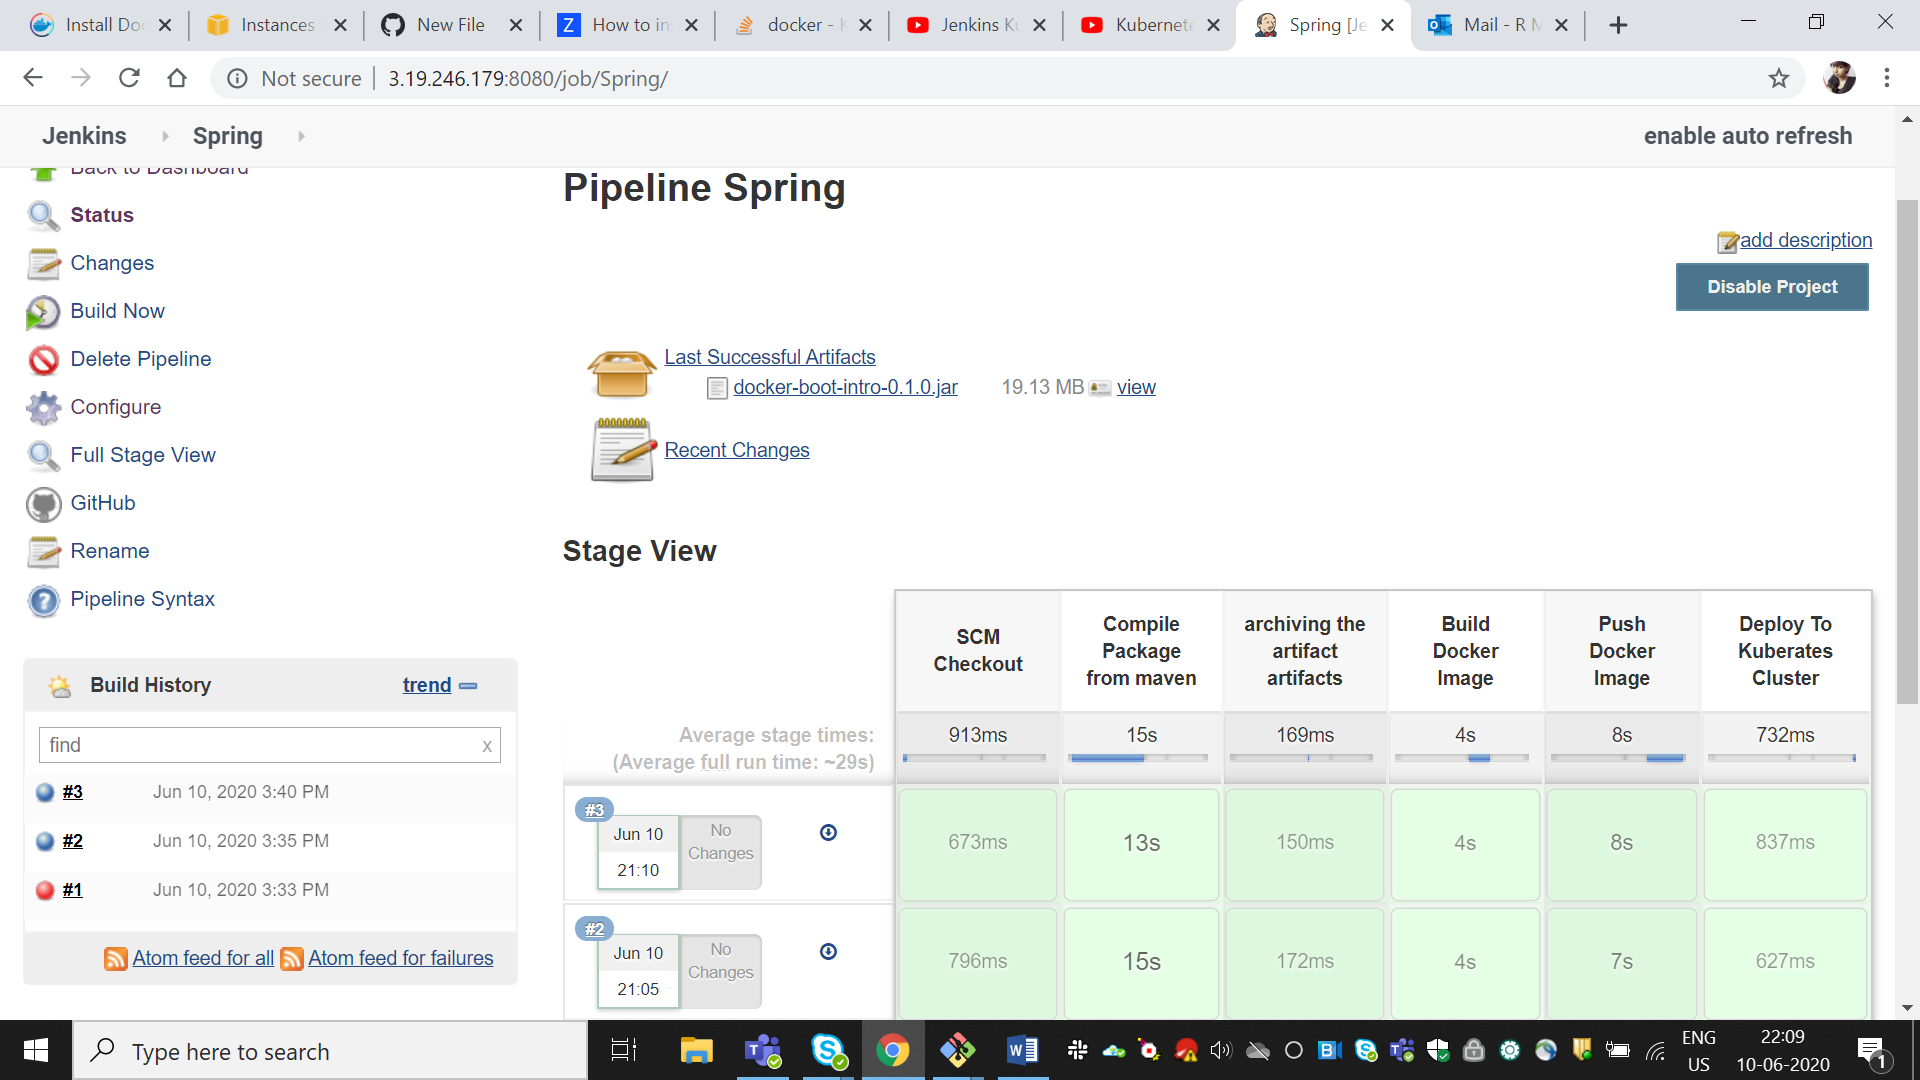 Install Do
Instances
New File
How to in
docker - K
Jenkins Ku
Kubernete
Spring [Je
Mail - R M
Not secure
3.19.246.179:8080/job/Spring/
Jenkins
Spring
enable auto refresh
Back to Dashboard
Status
Changes
Build Now
Delete Pipeline
Configure
Full Stage View
GitHub
Rename
Pipeline Syntax
Build History
trend
find
x
#3
Jun 10, 2020 3:40 PM
#2
Jun 10, 2020 3:35 PM
#1
Jun 10, 2020 3:33 PM
Atom feed for all
Atom feed for failures
Pipeline Spring
add description
Disable Project
Last Successful Artifacts
docker-boot-intro-0.1.0.jar
19.13 MB
view
Recent Changes
Stage View
SCM
Checkout
Compile
Package
from maven
archiving the
artifact
artifacts
Build
Docker
Image
Push
Docker
Image
Deploy To
Kuberates
Cluster
Average stage times:
(Average full run time: ~29s)
913ms
15s
169ms
4s
8s
732ms
#3
Jun 10
21:10
No
Changes
673ms
13s
150ms
4s
8s
837ms
#2
Jun 10
21:05
No
Changes
796ms
15s
172ms
4s
7s
627ms
Type here to search
ENG
US
22:09
10-06-2020
1